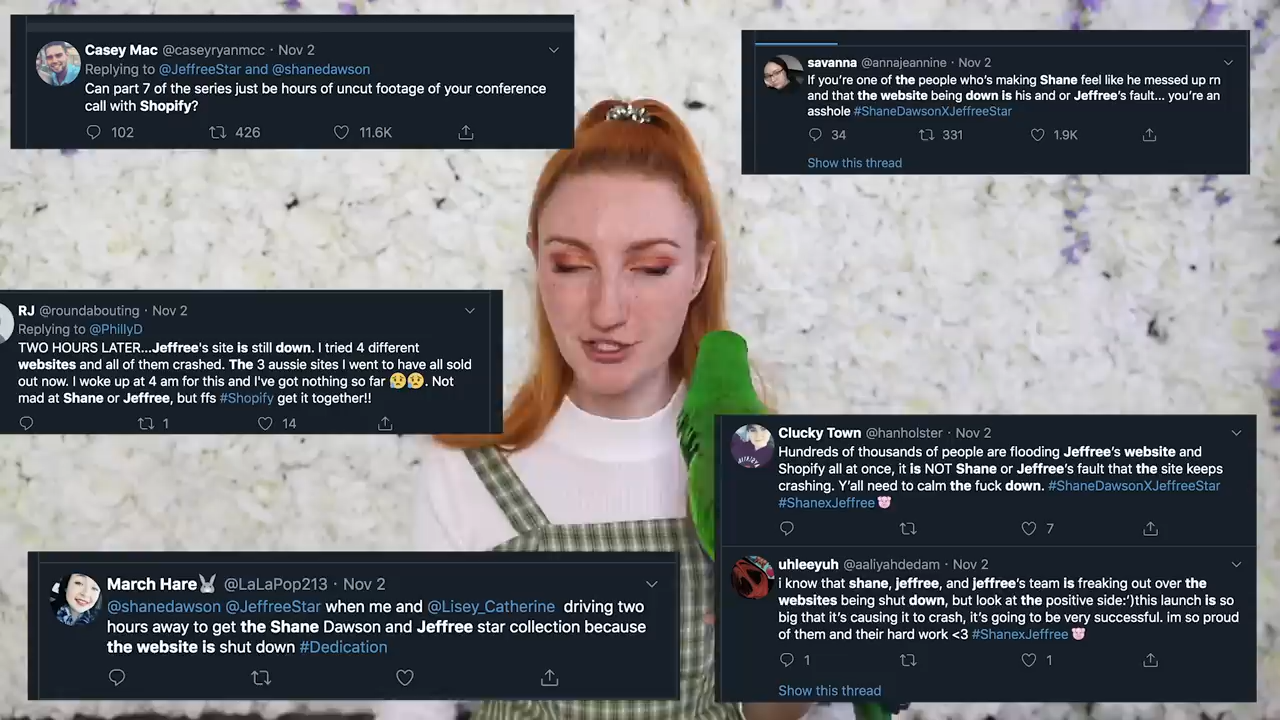 Casey Mac @caseyryanmcc · Nov 2
Replying to @JeffreeStar and @shanedawson
Can part 7 of the series just be hours of uncut footage of your conference
call with Shopify?
102 426 11.6K
savanna @annajeannine · Nov 2
If you're one of the people who's making Shane feel like he messed up rn
and that the website being down is his and or Jeffree's fault... you're an
asshole #ShaneDawsonXJeffreeStar
34 331 1.9K
Show this thread
RJ @roundabouting · Nov 2
Replying to @PhillyD
TWO HOURS LATER...Jeffree's site is still down. I tried 4 different
websites and all of them crashed. The 3 aussie sites I went to have all sold
out now. I woke up at 4 am for this and I've got nothing so far 😢😢. Not
mad at Shane or Jeffree, but ffs #Shopify get it together!!
1 14
Clucky Town @hanholster · Nov 2
Hundreds of thousands of people are flooding Jeffree's website and
Shopify all at once, it is NOT Shane or Jeffree's fault that the site keeps
crashing. Y'all need to calm the fuck down. #ShaneDawsonXJeffreeStar
#ShanexJeffree🐷
7
uhleeyuh @aaliyahdedam · Nov 2
i know that shane, jeffree, and jeffree's team is freaking out over the
websites being shut down, but look at the positive side:')this launch is so
big that it's causing it to crash, it's going to be very successful. im so proud
of them and their hard work <3 #ShanexJeffree🐷
1 1
Show this thread
March Hare🐰 @LaLaPop213 · Nov 2
@shanedawson @JeffreeStar when me and @Lisey_Catherine driving two
hours away to get the Shane Dawson and Jeffree star collection because
the website is shut down #Dedication